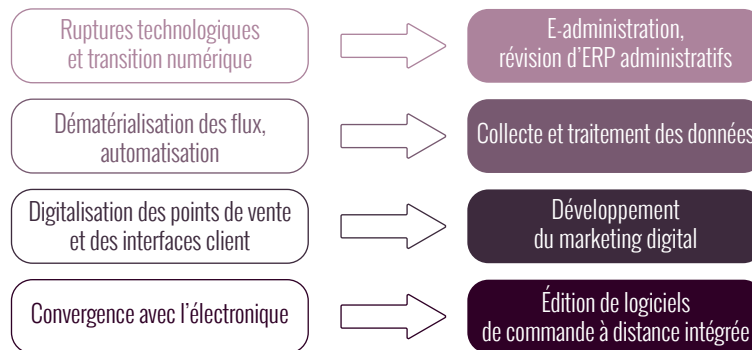 Ruptures technologiques
et transition numérique
E-administration,
révision d'ERP administratifs
Dématérialisation des flux,
automatisation
Collecte et traitement des données
Digitalisation des points de vente
et des interfaces client
Développement
du marketing digital
Convergence avec l'électronique
Édition de logiciels
de commande à distance intégrée